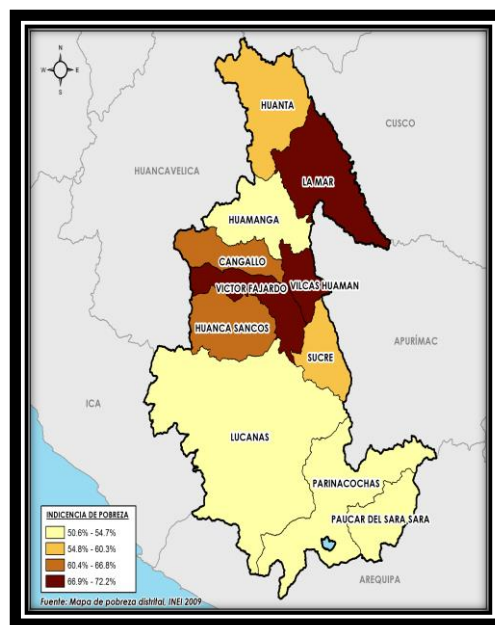 N
W E
S
HUANTA
CUSCO
HUANCAVELICA
LA MAR
HUAMANGA
CANGALLO
VICTOR FAJARDO
VILCAS HUAMAN
HUANCA SANCOS
SUCRE
APURÍMAC
ICA
LUCANAS
PARINACOCHAS
PAUCAR DEL SARA SARA
AREQUIPA
INDICENCIA DE POBREZA
50.6% - 54.7%
54.8% - 60.3%
60.4% - 66.8%
66.9% - 72.2%
Fuente: Mapa de pobreza distrital, INEI 2009